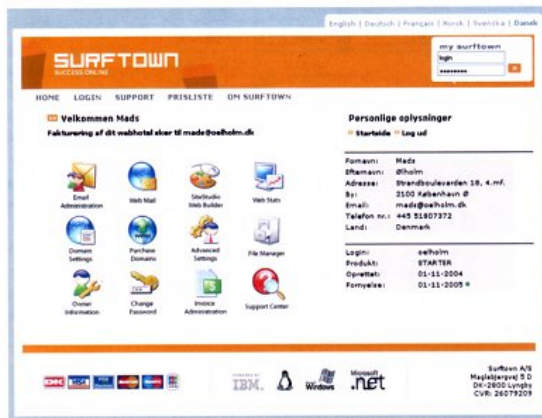 English | Deutsch | Français | Norsk | Svenska | Dansk
SURFTOWN
SUCCESS ONLINE
my surftown
login
HOME LOGIN SUPPORT PRISLISTE OM SURFTOWN
Velkommen Mads
Fakturering af dit webhotel sker til mads@oelholm.dk
Email Administration
Web Mail
SiteStudio Web Builder
Web Stats
Domain Settings
Purchase Domains
Advanced Settings
File Manager
Owner Information
Change Password
Invoice Administration
Support Center
Personlige oplysninger
Startside Log ud
Fornavn: Mads
Efternavn: Ølholm
Adresse: Strandboulevarden 18, 4.mf.
By: 2100 København Ø
Email: mads@oelholm.dk
Telefon nr.: +45 51807372
Land: Danmark
Login: oelholm
Produkt: STARTER
Oprettet: 01-11-2004
Fornyelse: 01-11-2005
VISA
IBM.
Windows
Microsoft
.net
Surftown A/S
Maglebjergvej 5 D
DK-2800 Lyngby
CVR: 26079209